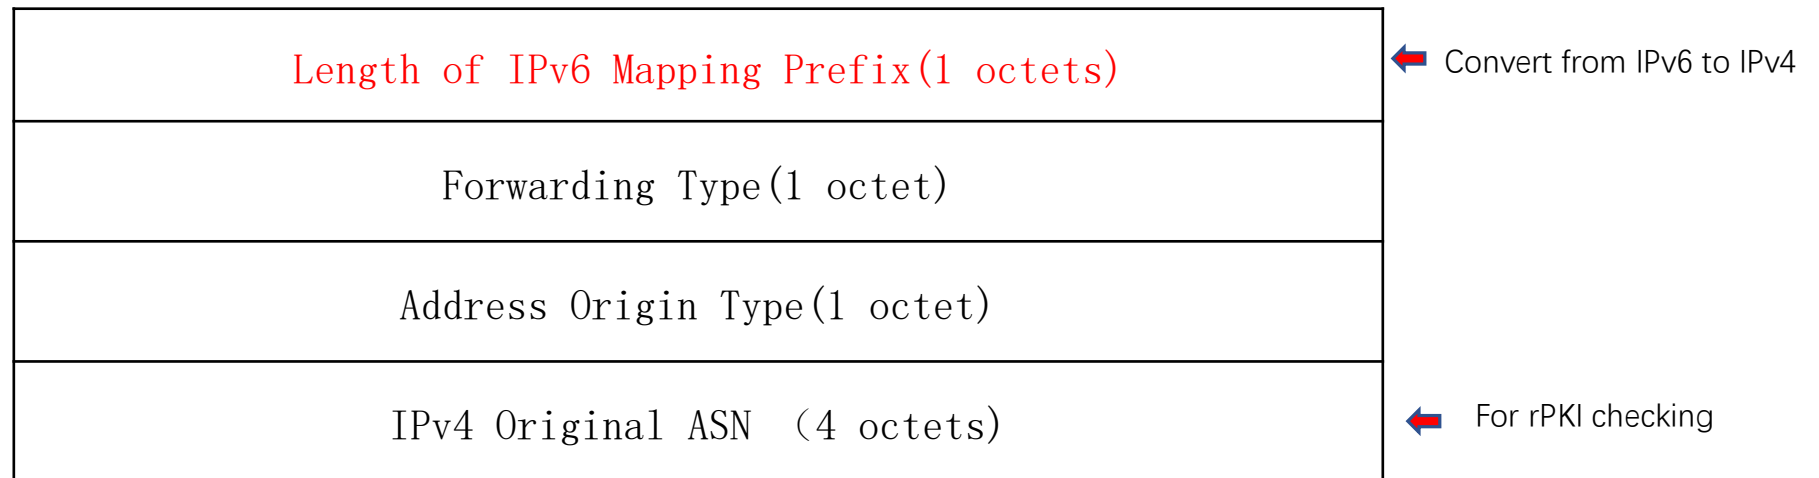 Length of IPv6 Mapping Prefix(1 octets)
Convert from IPv6 to IPv4
Forwarding Type(1 octet)
Address Origin Type(1 octet)
IPv4 Original ASN （4 octets)
For rPKI checking